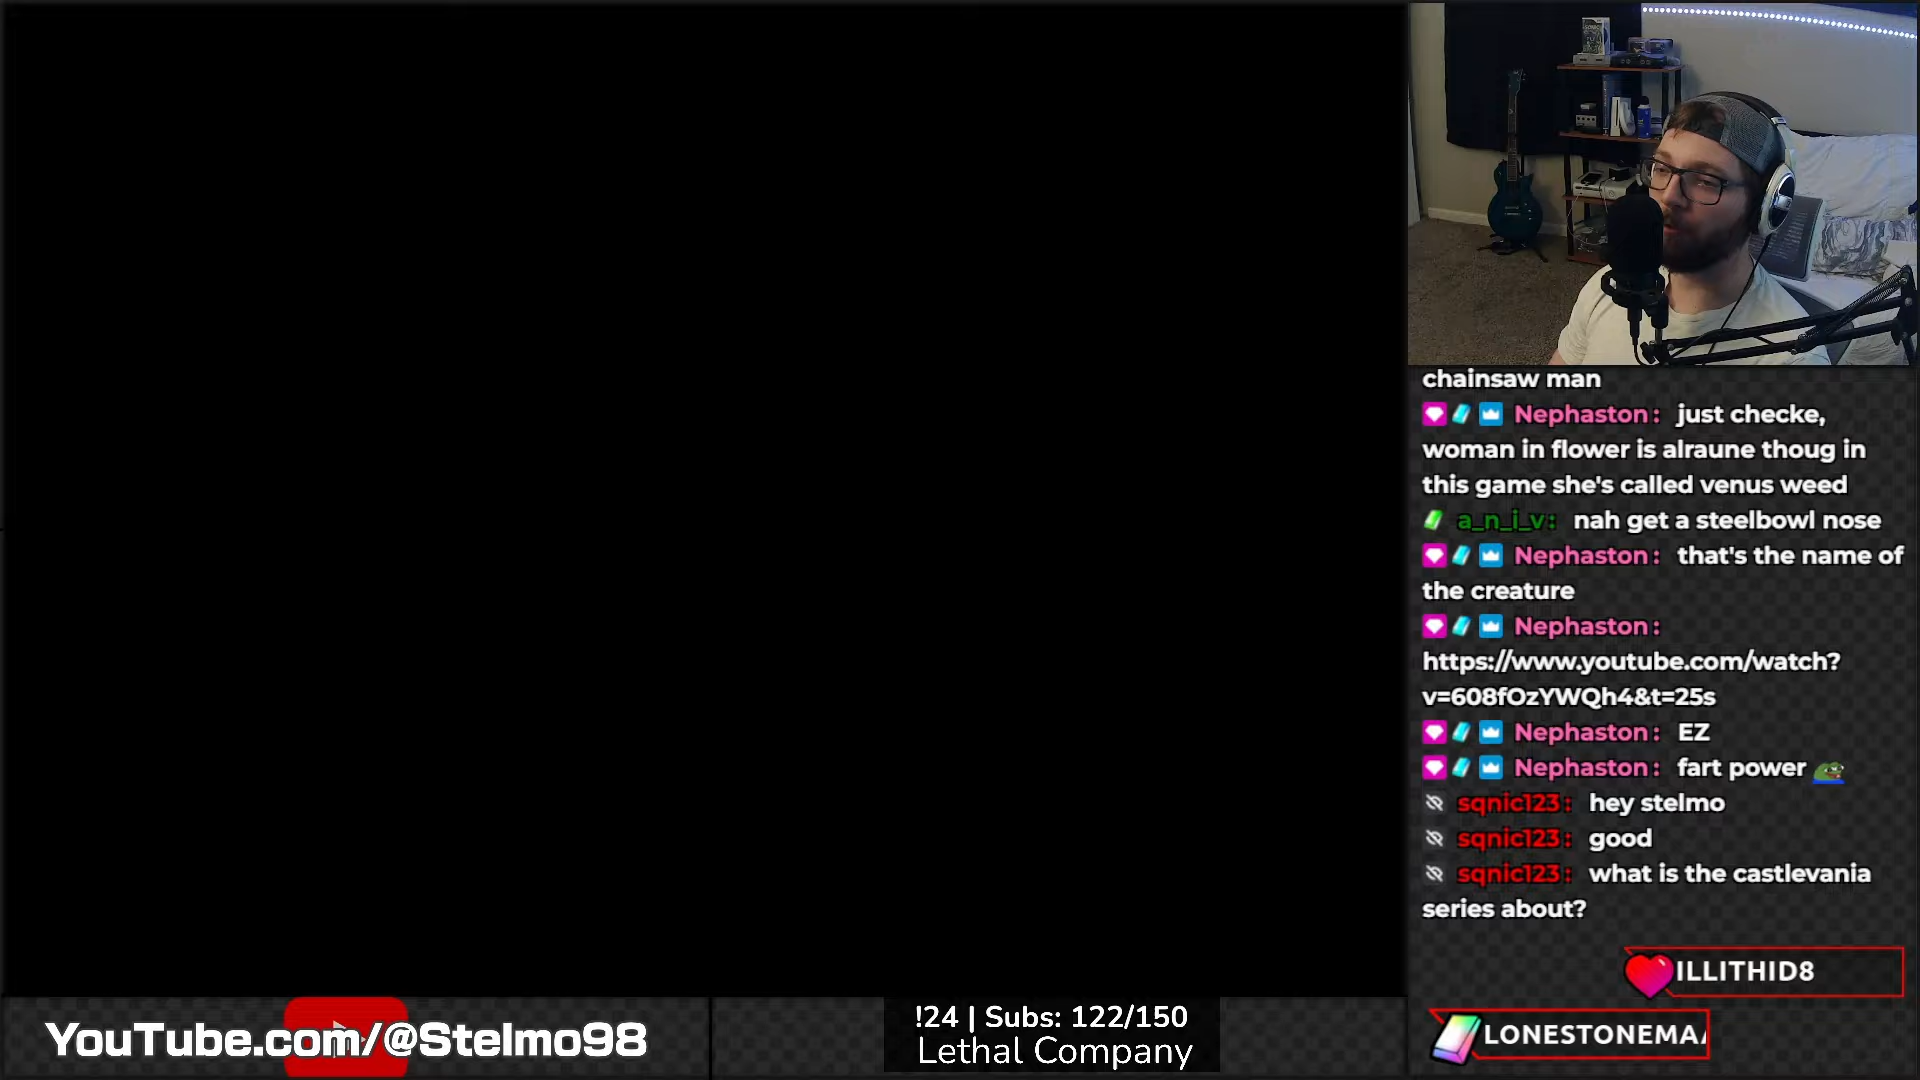 chainsaw man
Nephaston: just checke,
woman in flower is alraune thoug in
this game she's called venus weed
a_n_i_v: nah get a steelbowl nose
Nephaston: that's the name of
the creature
Nephaston:
https://www.youtube.com/watch?
v=608fOzYWQh4&t=25s
Nephaston: EZ
Nephaston: fart power
sqnic123: hey stelmo
sqnic123: good
sqnic123: what is the castlevania
series about?
ILLITHID8
LONESTONEMA
YouTube.com/@Stelmo98
!24 | Subs: 122/150
Lethal Company